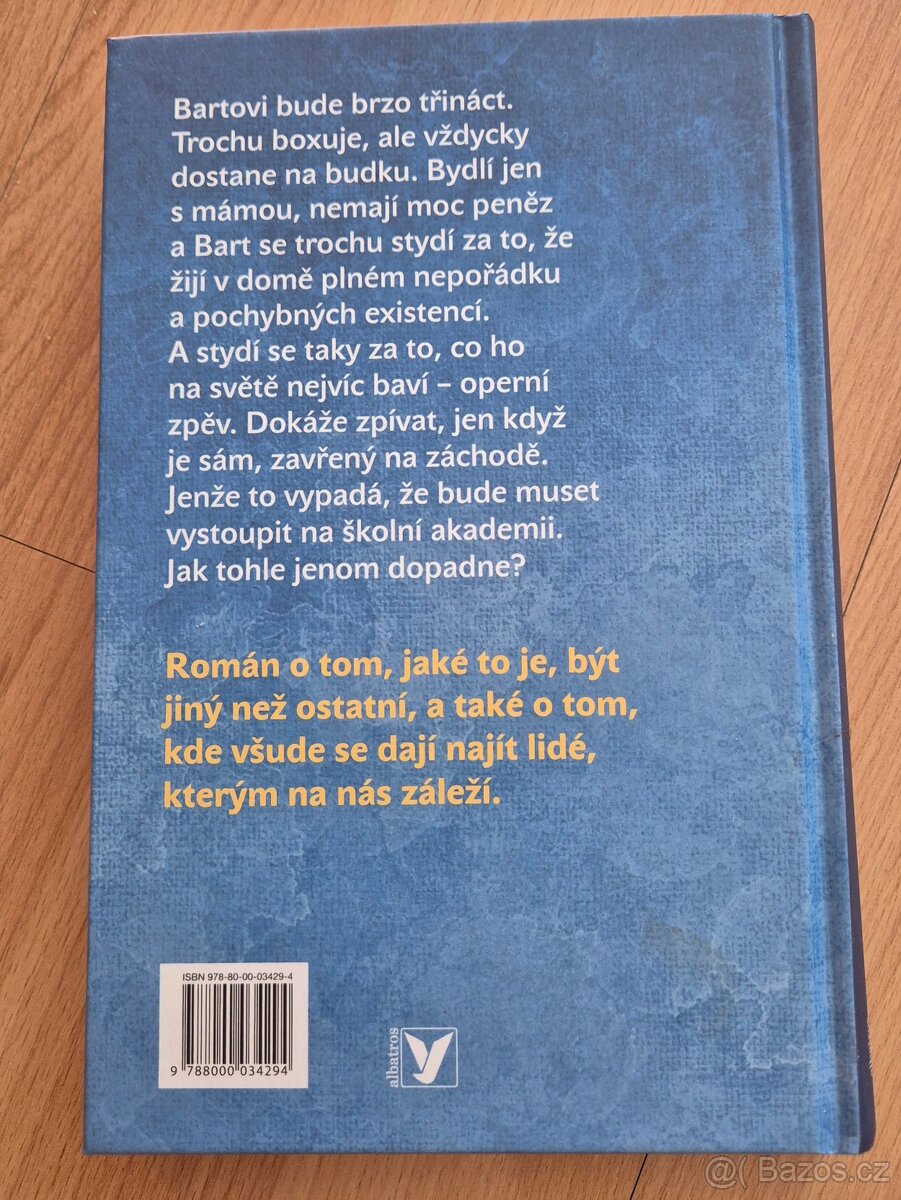 Bartovi bude brzo třináct.
Trochu boxuje, ale vždycky
dostane na budku. Bydlí jen
s mámou, nemají moc peněz
a Bart se trochu stydí za to, že
žijí v domě plném nepořádku
a pochybných existencí.
A stydí se taky za to, co ho
na světě nejvíc baví – operní
zpěv. Dokáže zpívat, jen když
je sám, zavřený na záchodě.
Jenže to vypadá, že bude muset
vystoupit na školní akademii.
Jak tohle jenom dopadne?
Román o tom, jaké to je, být
jiný než ostatní, a také o tom,
kde všude se dají najít lidé,
kterým na nás záleží.
ISBN 978-80-00-03429-4
9 788000 034294
albatros
@ Bazos.cz